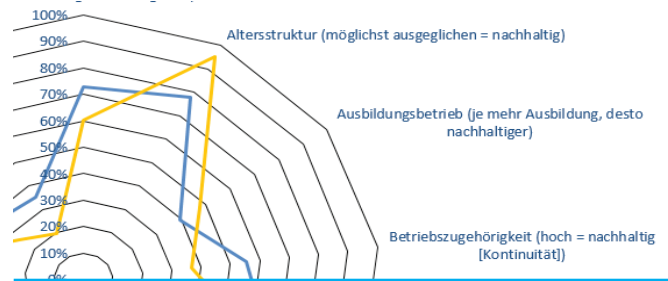 100%
Altersstruktur (möglichst ausgeglichen = nachhaltig)
90%
80%
70%
60%
Ausbildungsbetrieb (je mehr Ausbildung, desto
nachhaltiger)
50%
40%
30%
20%
Betriebszugehörigkeit (hoch = nachhaltig
[Kontinuität])
10%